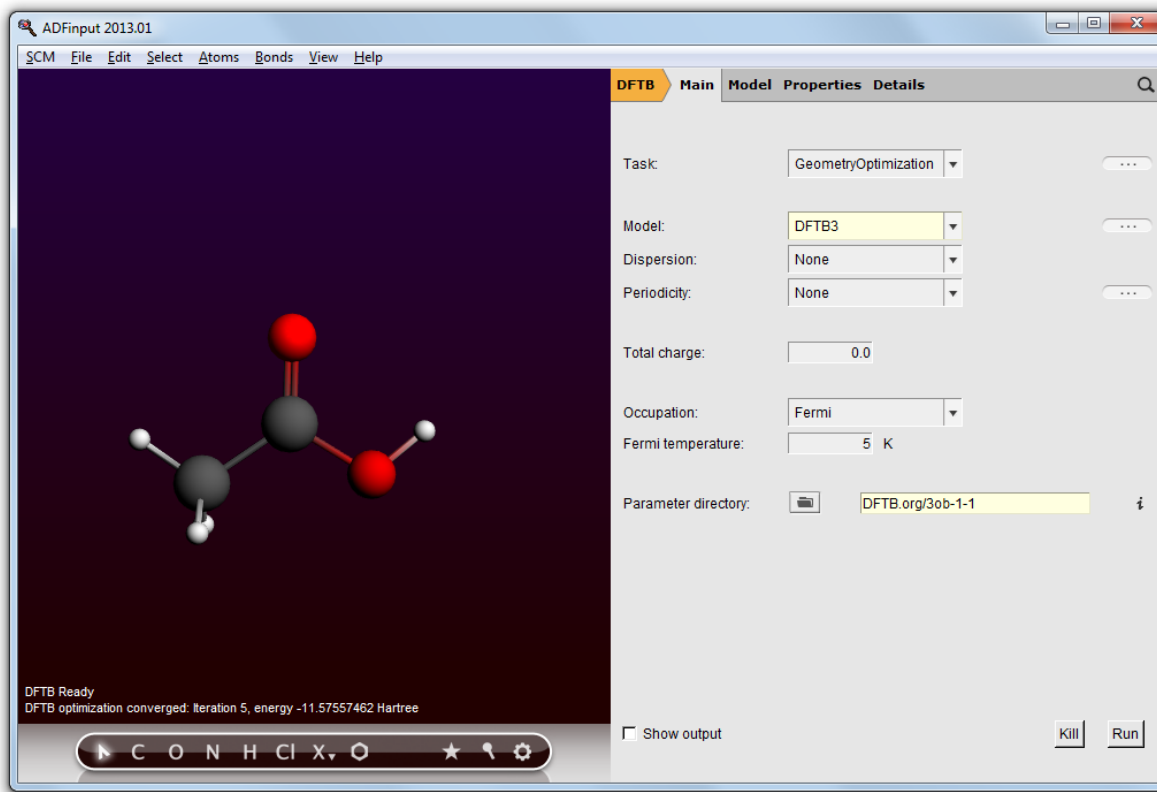 ADFinput 2013.01
SCM File Edit Select Atoms Bonds View Help
DFTB Main Model Properties Details
Task: GeometryOptimization ...
Model: DFTB3 ...
Dispersion: None
Periodicity: None ...
Total charge: 0.0
Occupation: Fermi
Fermi temperature: 5 K
Parameter directory: DFTB.org/3ob-1-1 i
DFTB Ready
DFTB optimization converged: Iteration 5, energy -11.57557462 Hartree
C O N H Cl X
Show output Kill Run